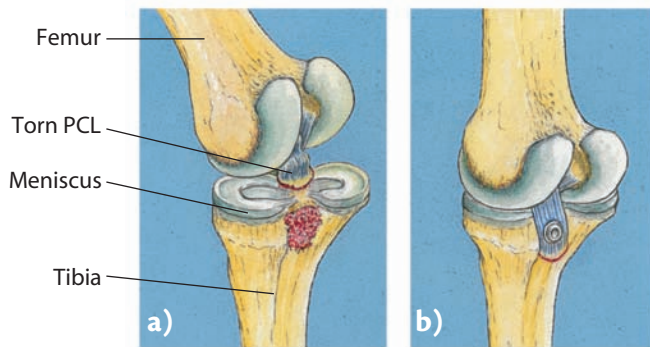 Femur
Torn PCL
Meniscus
Tibia
a)
b)